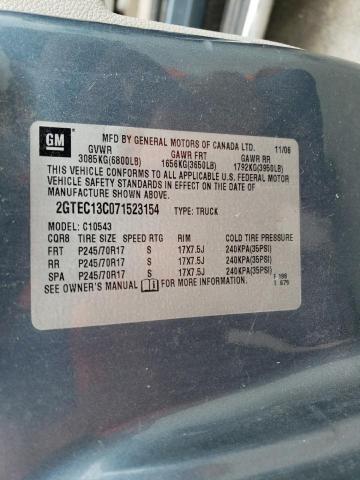 GM
MFD BY GENERAL MOTORS OF CANADA LTD. 11/06
GVWR GAWR FRT GAWR RR
3085KG(6800LB) 1656KG(3650LB) 1792KG(3950LB)
THIS VEHICLE CONFORMS TO ALL APPLICABLE U.S. FEDERAL MOTOR
VEHICLE SAFETY STANDARDS IN EFFECT ON THE DATE OF
MANUFACTURE SHOWN ABOVE.
2GTEC13C071523154 TYPE: TRUCK
MODEL: C10543
CQR8 TIRE SIZE SPEED RTG RIM COLD TIRE PRESSURE
FRT P245/70R17 S 17X7.5J 240KPA(35PSI)
RR P245/70R17 S 17X7.5J 240KPA(35PSI)
SPA P245/70R17 S 17X7.5J 240KPA(35PSI)
SEE OWNER'S MANUAL FOR MORE INFORMATION. F 198
1 679